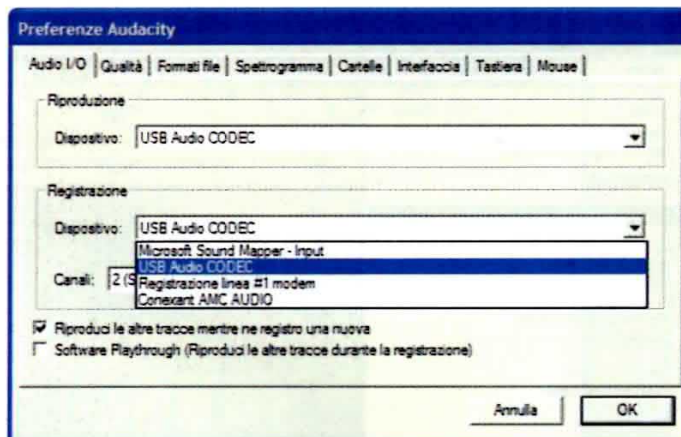 Preferenze Audacity
Audio I/O Qualità Formati file Spettrogramma Cartelle Interfaccia Tastiera Mouse
Riproduzione
Dispositivo: USB Audio CODEC
Registrazione
Dispositivo: USB Audio CODEC
Microsoft Sound Mapper - Input
USB Audio CODEC
Canali: 2 (S
Registrazione linea #1 modem
Conexant AMC AUDIO
Riproduci le altre tracce mentre ne registro una nuova
Software Playthrough (Riproduci le altre tracce durante la registrazione)
Annulla OK